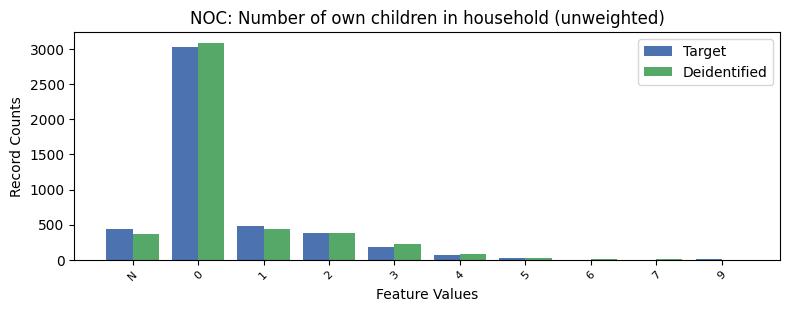 NOC: Number of own children in household (unweighted)
Target
Deidentified
Record Counts
3000
2500
2000
1500
1000
500
0
N 0 1 2 3 4 5 6 7 9
Feature Values